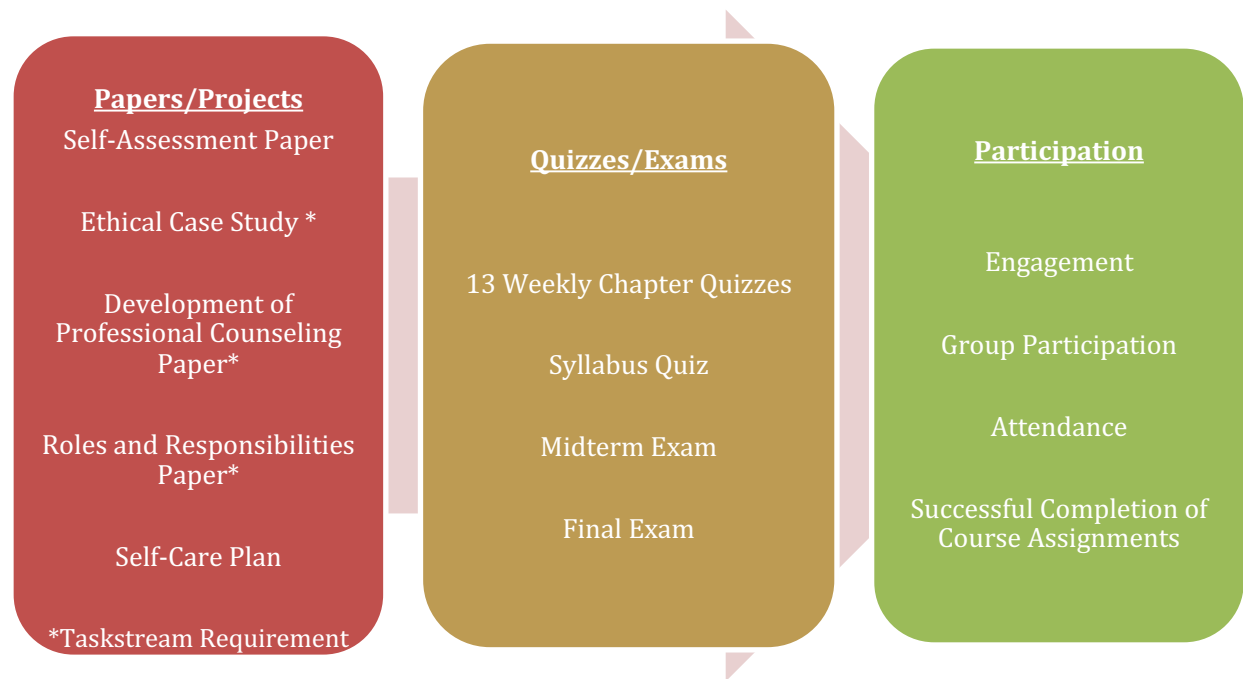 Papers/Projects
Self-Assessment Paper
Ethical Case Study *
Development of
Professional Counseling
Paper*
Roles and Responsibilities
Paper*
Self-Care Plan
*Taskstream Requirement
Quizzes/Exams
13 Weekly Chapter Quizzes
Syllabus Quiz
Midterm Exam
Final Exam
Participation
Engagement
Group Participation
Attendance
Successful Completion of
Course Assignments